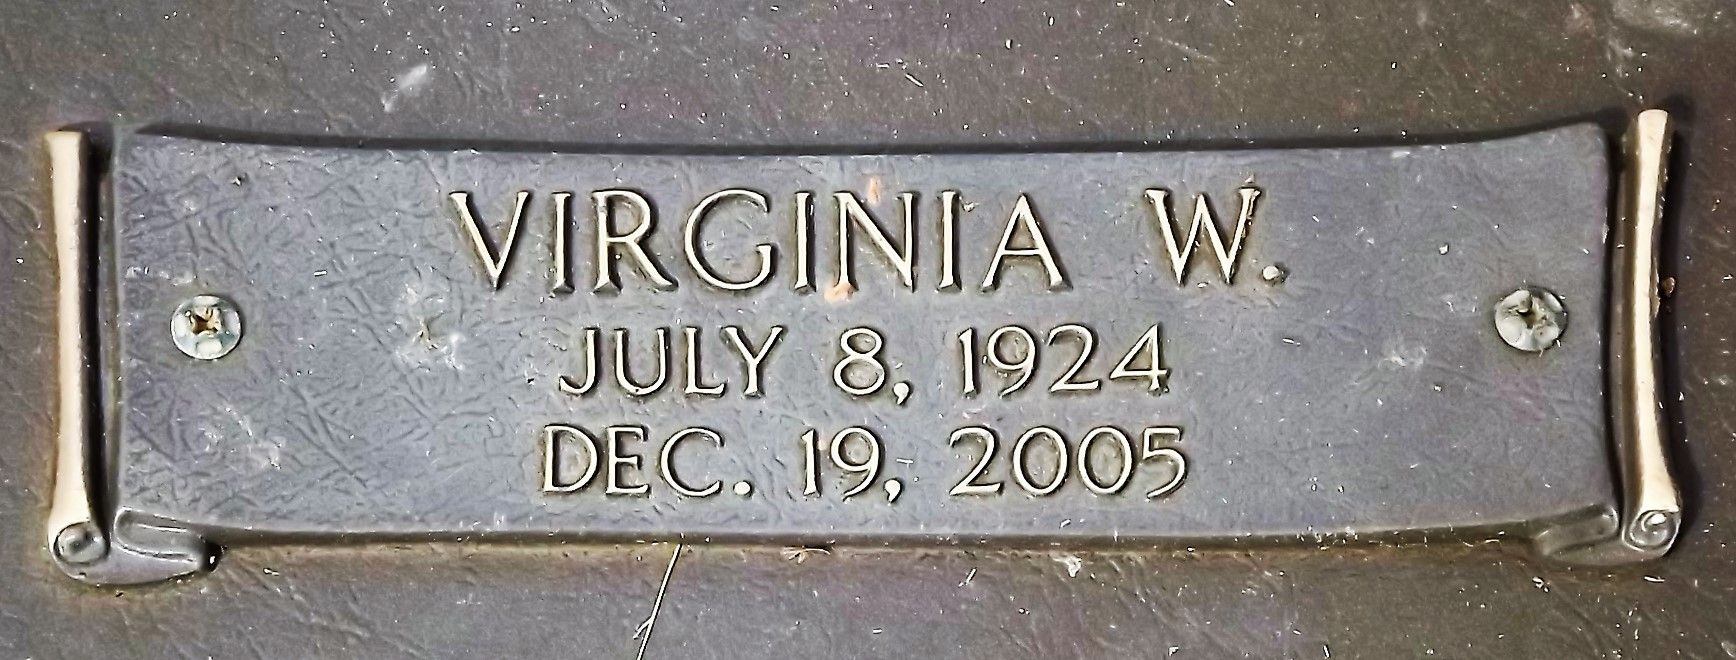 VIRGINIA W.
JULY 8, 1924
DEC. 19, 2005